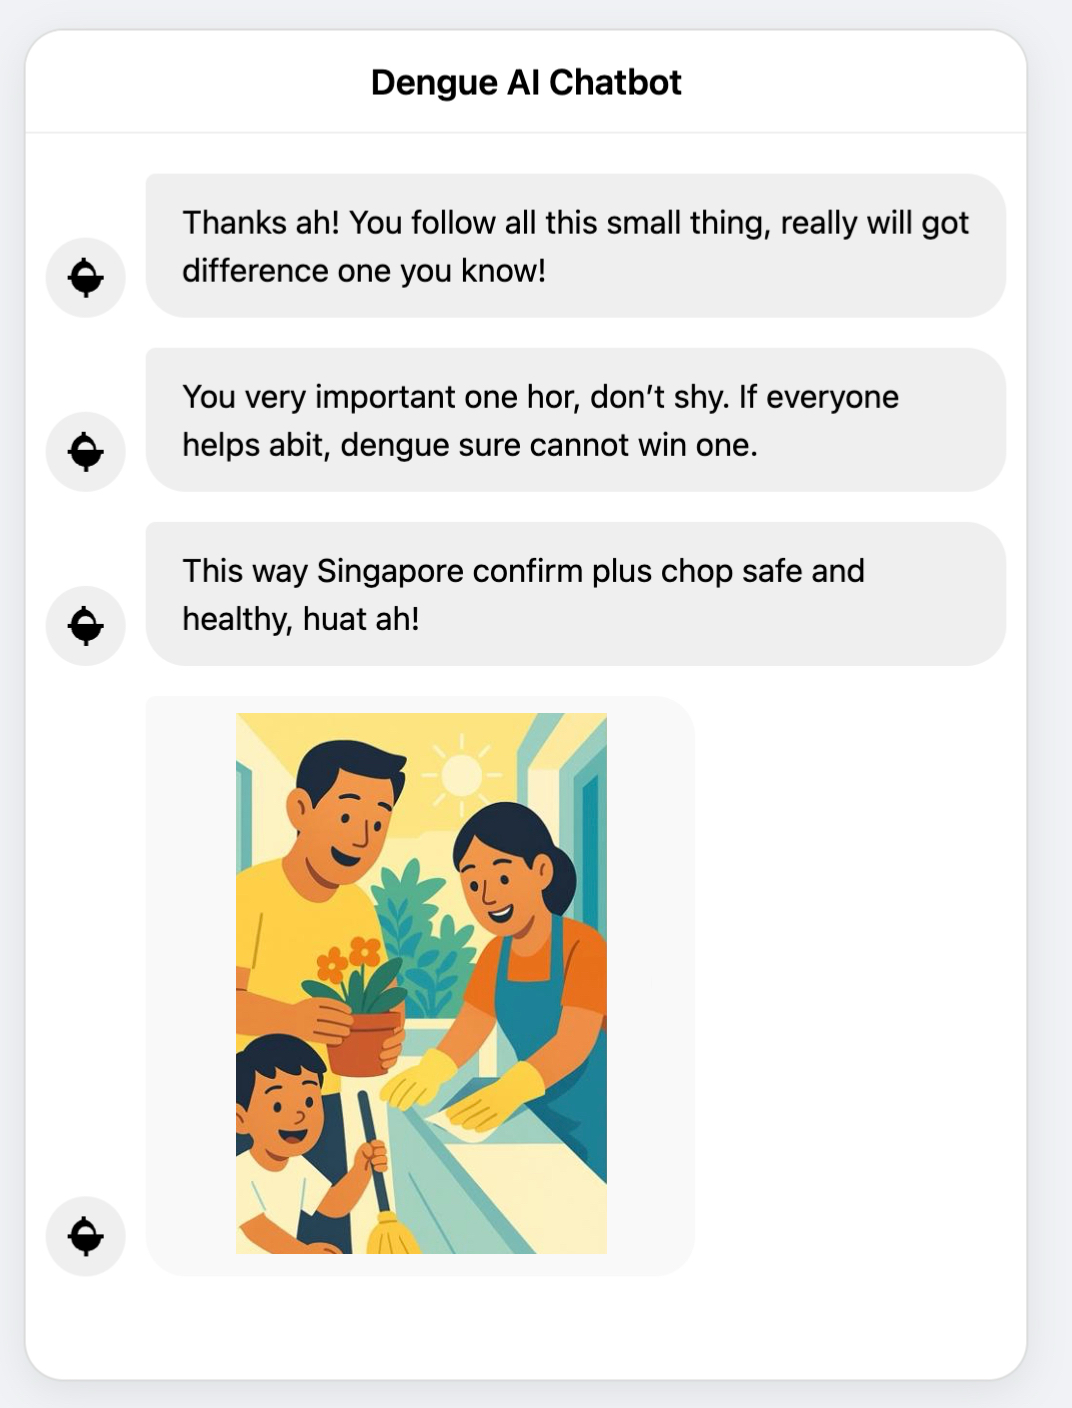 Dengue AI Chatbot
Thanks ah! You follow all this small thing, really will got
difference one you know!
You very important one hor, don’t shy. If everyone
helps abit, dengue sure cannot win one.
This way Singapore confirm plus chop safe and
healthy, huat ah!